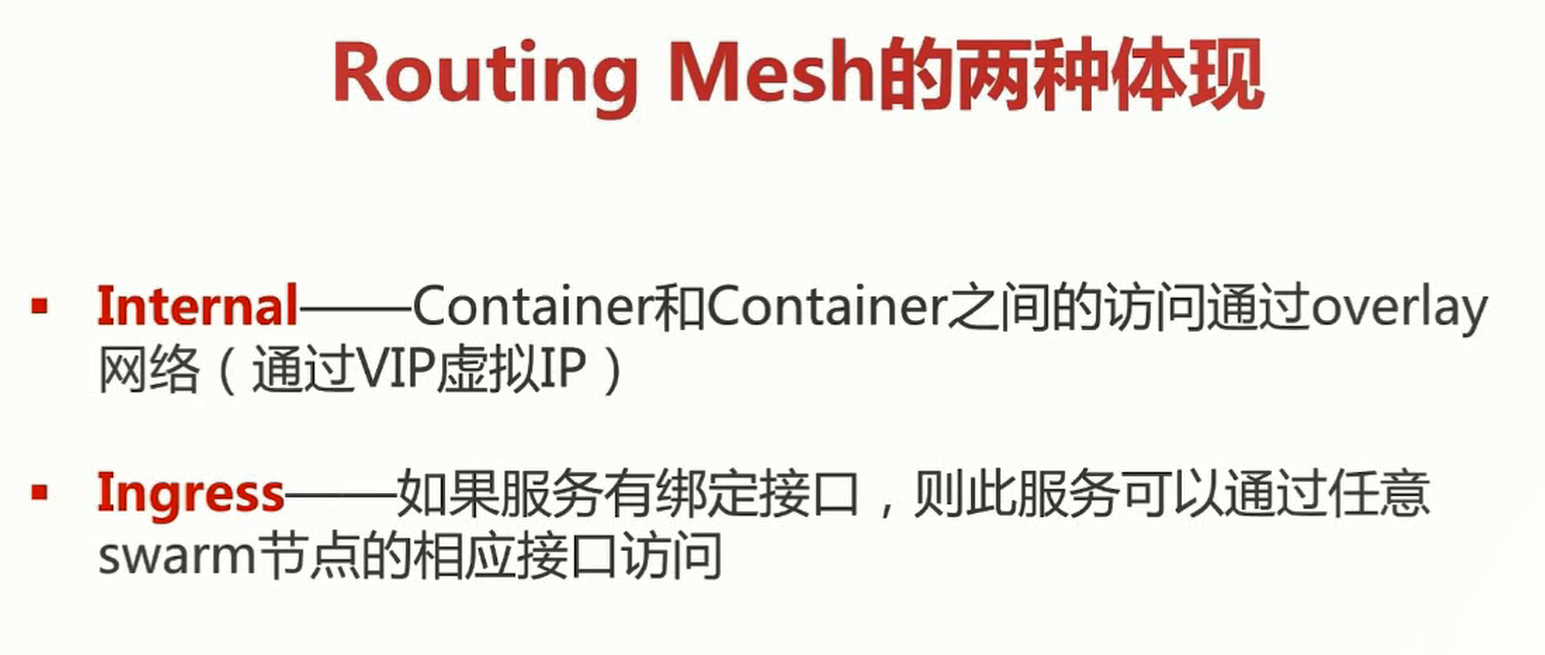 Routing Mesh的两种体现
▪ Internal——Container和Container之间的访问通过overlay
网络（通过VIP虚拟IP）
▪ Ingress——如果服务有绑定接口，则此服务可以通过任意
swarm节点的相应接口访问